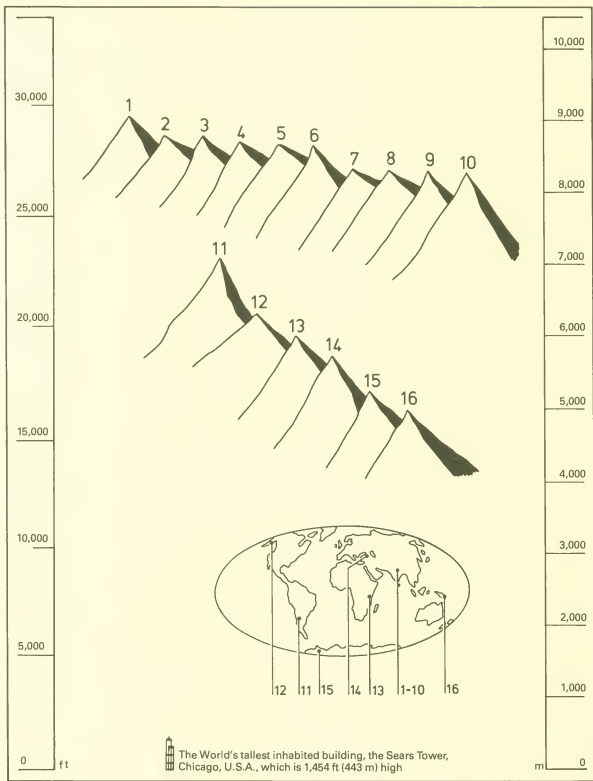 30,000
25,000
20,000
15,000
10,000
5,000
0 ft
10,000
9,000
8,000
7,000
6,000
5,000
4,000
3,000
2,000
1,000
m 0
1 2 3 4 5 6 7 8 9 10
11 12 13 14 15 16
12 11 15 14 13 1-10 16
The World's tallest inhabited building, the Sears Tower,
Chicago, U.S.A., which is 1,454 ft (443 m) high